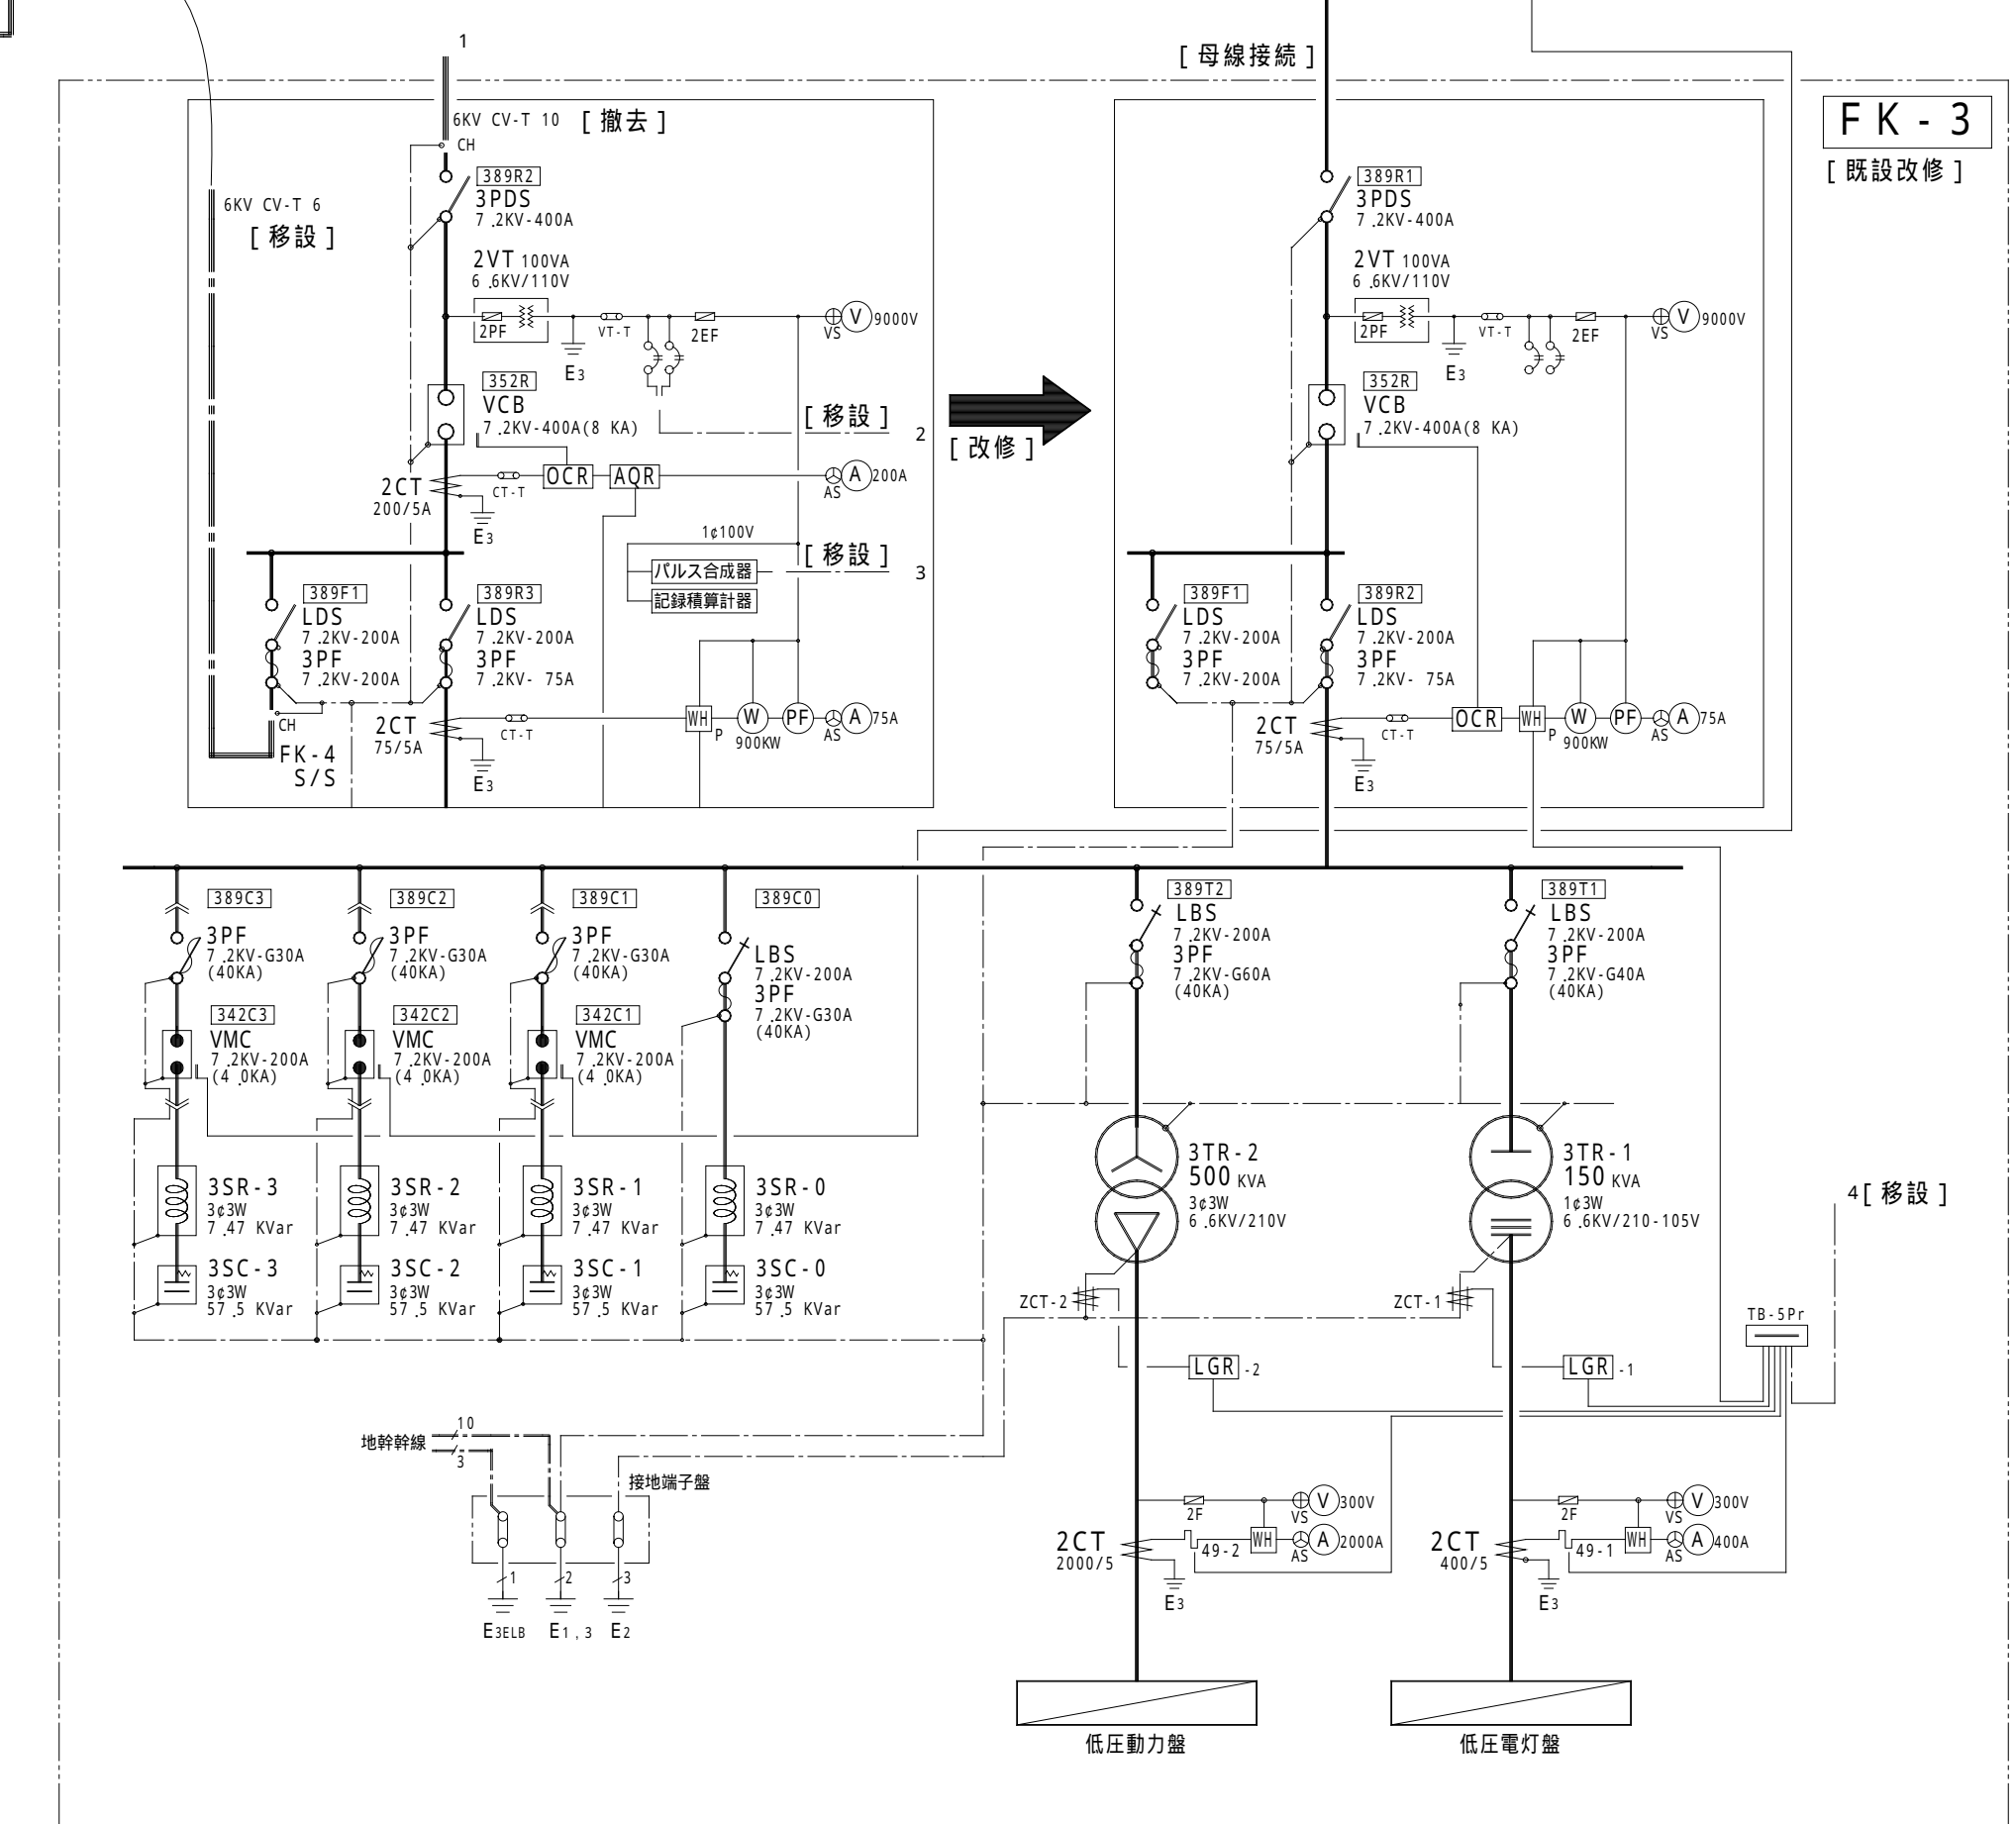 1
[ 母線接続 ]
FK-3
[ 既設改修 ]
6KV CV-T 10 [ 撤去 ]
CH
389R2
3PDS
7.2KV-400A
6KV CV-T 6
[ 移設 ]
2VT 100VA
6.6KV/110V
2PF
E3
VT-T
2EF
VS
V
9000V
352R
VCB
7.2KV-400A(8 KA)
[ 移設 ]
2
2CT
200/5A
CT-T
OCR
AQR
AS
A
200A
E3
1¢100V
パルス合成器
[ 移設 ]
3
記録積算計器
389F1
LDS
7.2KV-200A
3PF
7.2KV-200A
389R3
LDS
7.2KV-200A
3PF
7.2KV- 75A
CH
FK-4
S/S
2CT
75/5A
CT-T
E3
WH
P
W
900KW
PF
AS
A
75A
[ 改修 ]
389R1
3PDS
7.2KV-400A
2VT 100VA
6.6KV/110V
2PF
E3
VT-T
2EF
VS
V
9000V
352R
VCB
7.2KV-400A(8 KA)
389F1
LDS
7.2KV-200A
3PF
7.2KV-200A
389R2
LDS
7.2KV-200A
3PF
7.2KV- 75A
2CT
75/5A
CT-T
E3
OCR
WH
P
W
900KW
PF
AS
A
75A
389C3
3PF
7.2KV-G30A
(40KA)
342C3
VMC
7.2KV-200A
(4.0KA)
3SR-3
3¢3W
7.47 KVar
3SC-3
3¢3W
57.5 KVar
389C2
3PF
7.2KV-G30A
(40KA)
342C2
VMC
7.2KV-200A
(4.0KA)
3SR-2
3¢3W
7.47 KVar
3SC-2
3¢3W
57.5 KVar
389C1
3PF
7.2KV-G30A
(40KA)
342C1
VMC
7.2KV-200A
(4.0KA)
3SR-1
3¢3W
7.47 KVar
3SC-1
3¢3W
57.5 KVar
389C0
LBS
7.2KV-200A
3PF
7.2KV-G30A
(40KA)
3SR-0
3¢3W
7.47 KVar
3SC-0
3¢3W
57.5 KVar
389T2
LBS
7.2KV-200A
3PF
7.2KV-G60A
(40KA)
3TR-2
500 KVA
3¢3W
6.6KV/210V
ZCT-2
LGR -2
389T1
LBS
7.2KV-200A
3PF
7.2KV-G40A
(40KA)
3TR-1
150 KVA
1¢3W
6.6KV/210-105V
ZCT-1
LGR -1
4[ 移設 ]
TB-5Pr
地幹幹線
10
3
接地端子盤
1
2
3
E3ELB
E1,3
E2
2F
VS
V
300V
2CT
2000/5
49-2
WH
AS
A
2000A
E3
2F
VS
V
300V
2CT
400/5
49-1
WH
AS
A
400A
E3
低圧動力盤
低圧電灯盤